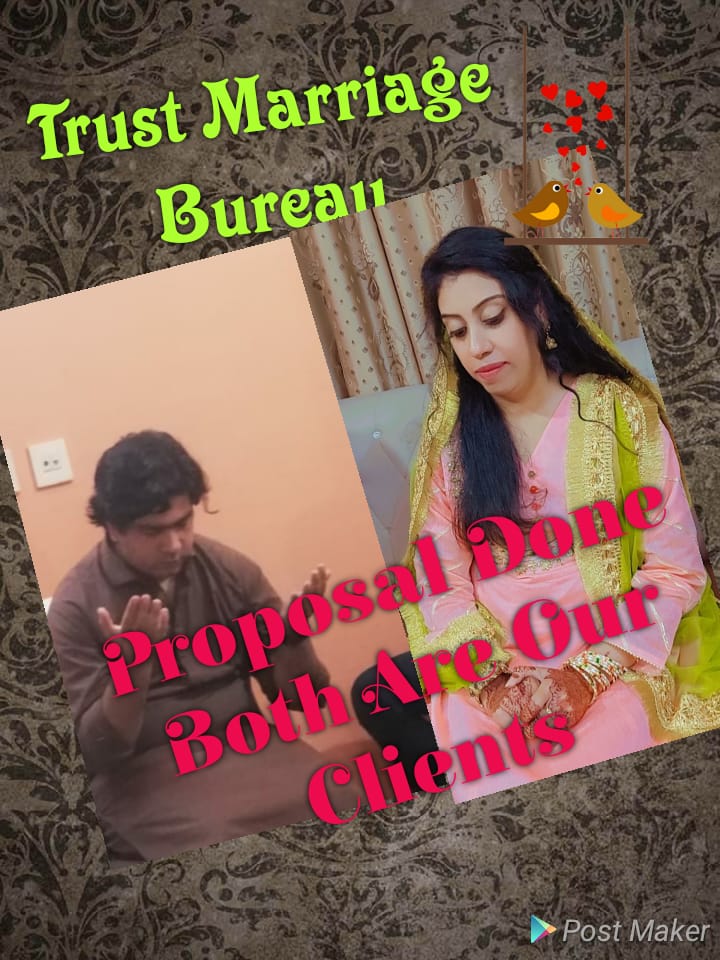 Trust Marriage
Bureau
Proposal Done
Both Are Our
Clients
Post Maker